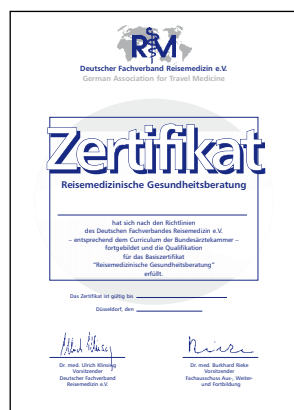 RM
Deutscher Fachverband Reisemedizin e.V.
German Association for Travel Medicine
Zertifikat
Reisemedizinische Gesundheitsberatung
hat sich nach den Richtlinien
des Deutschen Fachverbandes Reisemedizin e.V.
– entsprechend dem Curriculum der Bundesärztekammer –
fortgebildet und die Qualifikation
für das Basiszertifikat
"Reisemedizinische Gesundheitsberatung"
erfüllt.
Das Zertifikat ist gültig bis
Düsseldorf, den
Dr. med. Ulrich Klinsing
Vorsitzender
Deutscher Fachverband
Reisemedizin e.V.
Dr. med. Burkhard Rieke
Vorsitzender
Fachausschuss Aus-, Weiter-
und Fortbildung